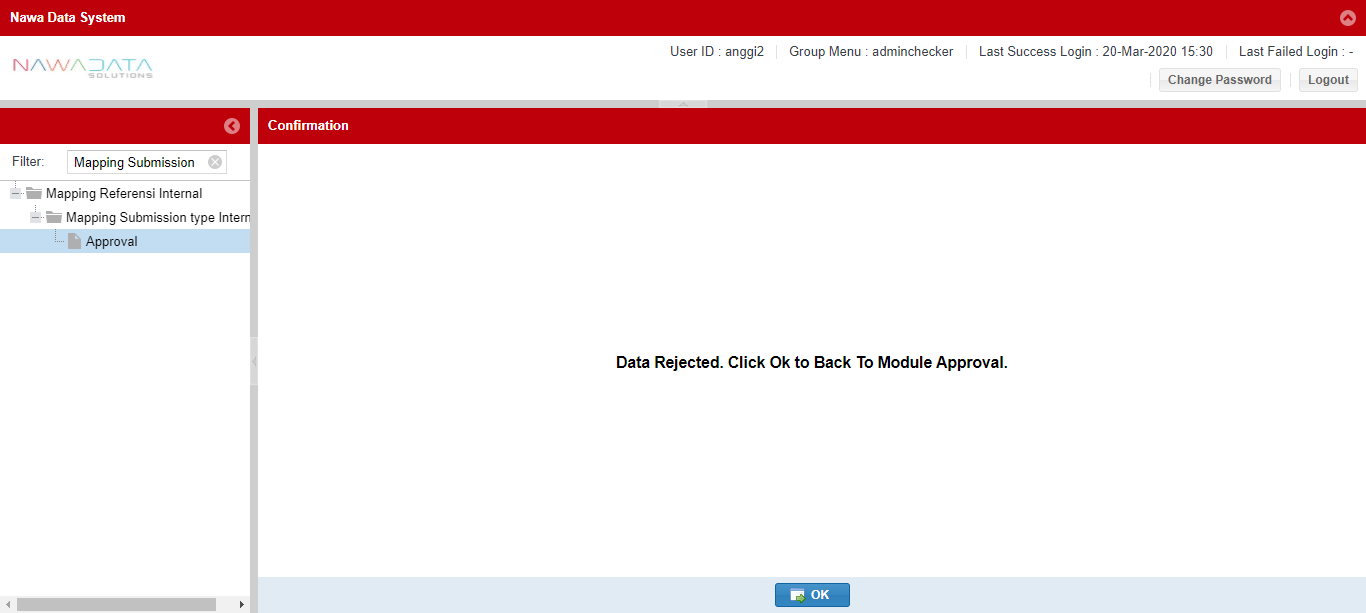 Nawa Data System
User ID : anggi2 Group Menu : adminchecker Last Success Login : 20-Mar-2020 15:30 Last Failed Login : -
NAWADATA
SOLUTIONS
Change Password Logout
Confirmation
Filter: Mapping Submission
Mapping Referensi Internal
Mapping Submission type Intern
Approval
Data Rejected. Click Ok to Back To Module Approval.
OK